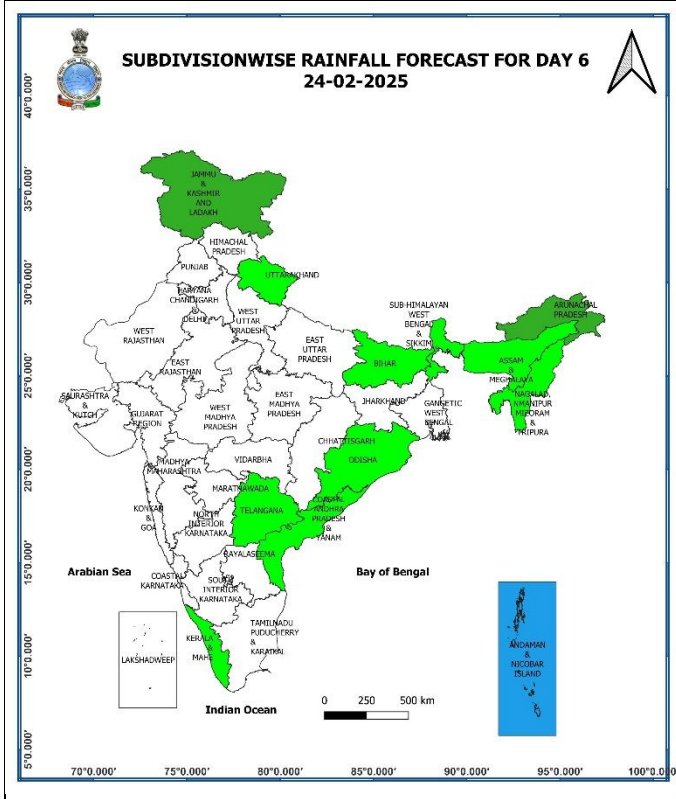 SUBDIVISIONWISE RAINFALL FORECAST FOR DAY 6
24-02-2025
40°0.000'
35°0.000'
30°0.000'
25°0.000'
20°0.000'
15°0.000'
10°0.000'
5°0.000'
JAMMU
&
KASHMIR
AND
LADAKH
HIMACHAL
PRADESH
PUNJAB
UTTARAKHAND
HARYANA
CHANDIGARH
&
DELHI
WEST
UTTAR
PRADESH
WEST
RAJASTHAN
EAST
RAJASTHAN
EAST
UTTAR
PRADESH
SUB-HIMALAYAN
WEST
BENGAL
&
SIKKIM
ARUNACHAL
PRADESH
BIHAR
ASSAM
&
MEGHALAYA
NAGALAD,
NMANIPUR
MIZORAM
&
TRIPURA
SAURASHTRA
&
KUTCH
GUJARAT
REGION
WEST
MADHYA
PRADESH
EAST
MADHYA
PRADESH
JHARKHAND
GANGETIC
WEST
BENGAL
CHHATTISGARH
ODISHA
MADHYA
MAHARASHTRA
VIDARBHA
MARATHAWADA
TELANGANA
COASTAL
ANDHRA
PRADESH
&
YANAM
KONKAN
&
GOA
NORTH
INTERIOR
KARNATAKA
RAYALASEEMA
Arabian Sea
Bay of Bengal
COASTAL
KARNATAKA
SOUTH
INTERIOR
KARNATAKA
TAMILNADU
PUDUCHERRY
&
KARAIKAL
KERALA
&
MAHE
LAKSHADWEEP
ANDAMAN
&
NICOBAR
ISLAND
Indian Ocean
0 250 500 km
70°0.000' 75°0.000' 80°0.000' 85°0.000' 90°0.000' 95°0.000' 100°0.000'